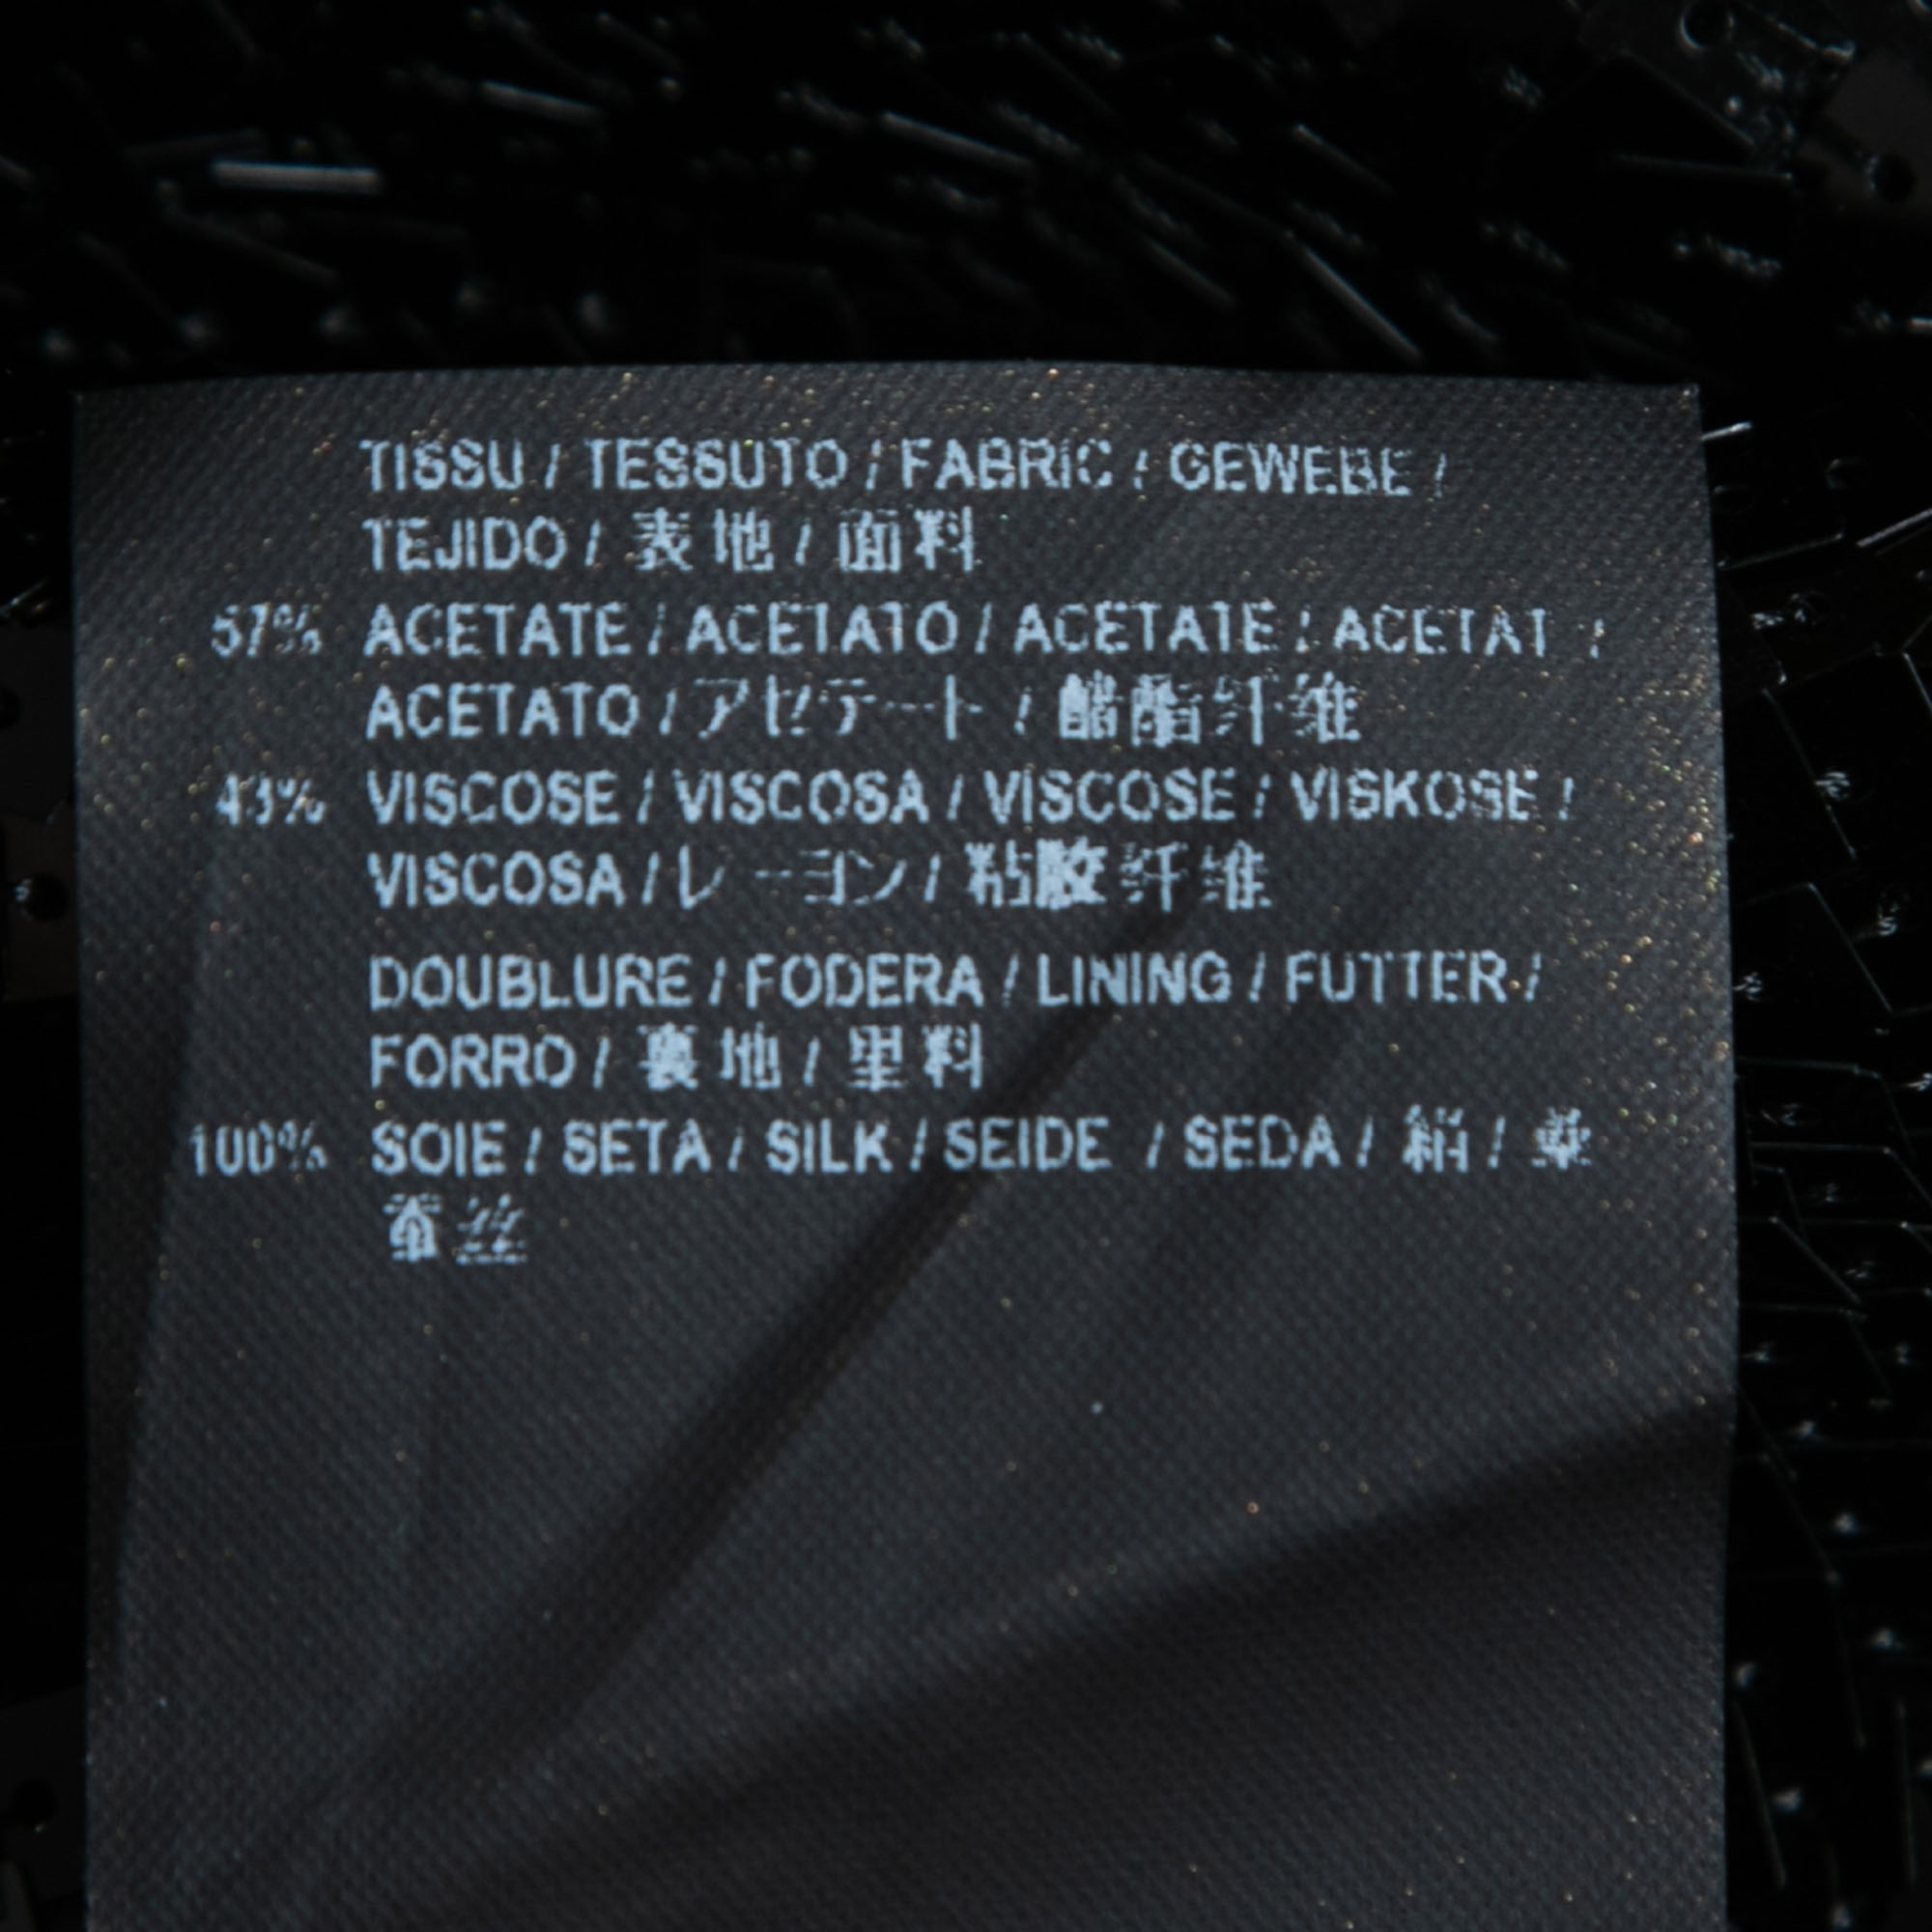 TISSU / TESSUTO / FABRIC / GEWEBE /
TEJIDO / 表地 / 面料
57% ACETATE / ACETATO / ACETATE / ACETAT /
ACETATO / アセテート / 醋酯纤维
43% VISCOSE / VISCOSA / VISCOSE / VISKOSE /
VISCOSA / レーヨン / 粘胶纤维
DOUBLURE / FODERA / LINING / FUTTER /
FORRO / 裏地 / 里料
100% SOIE / SETA / SILK / SEIDE / SEDA / 絹 / 桑
蚕丝